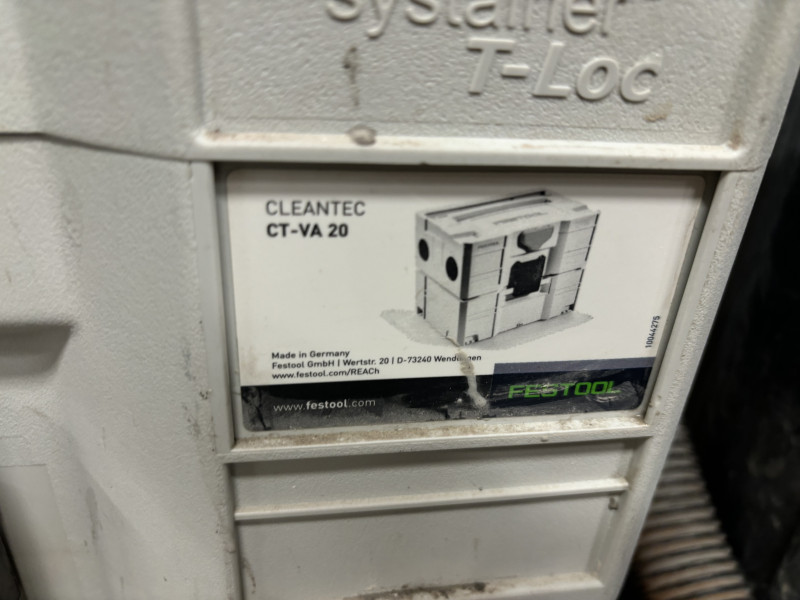 systainer
T-Loc
CLEANTEC
CT-VA 20
10044275
Made in Germany
Festool GmbH | Wertstr. 20 | D-73240 Wendlingen
www.festool.com/REACh
www.festool.com
FESTOOL